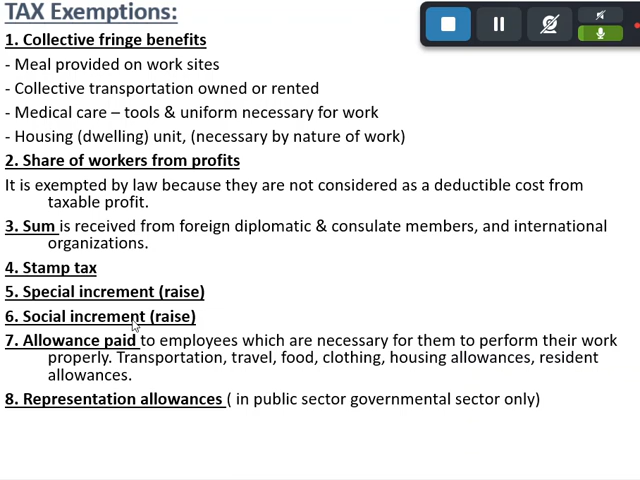 TAX Exemptions:
1. Collective fringe benefits
- Meal provided on work sites
- Collective transportation owned or rented
- Medical care – tools & uniform necessary for work
- Housing (dwelling) unit, (necessary by nature of work)
2. Share of workers from profits
It is exempted by law because they are not considered as a deductible cost from
taxable profit.
3. Sum is received from foreign diplomatic & consulate members, and international
organizations.
4. Stamp tax
5. Special increment (raise)
6. Social increment (raise)
7. Allowance paid to employees which are necessary for them to perform their work
properly. Transportation, travel, food, clothing, housing allowances, resident
allowances.
8. Representation allowances ( in public sector governmental sector only)